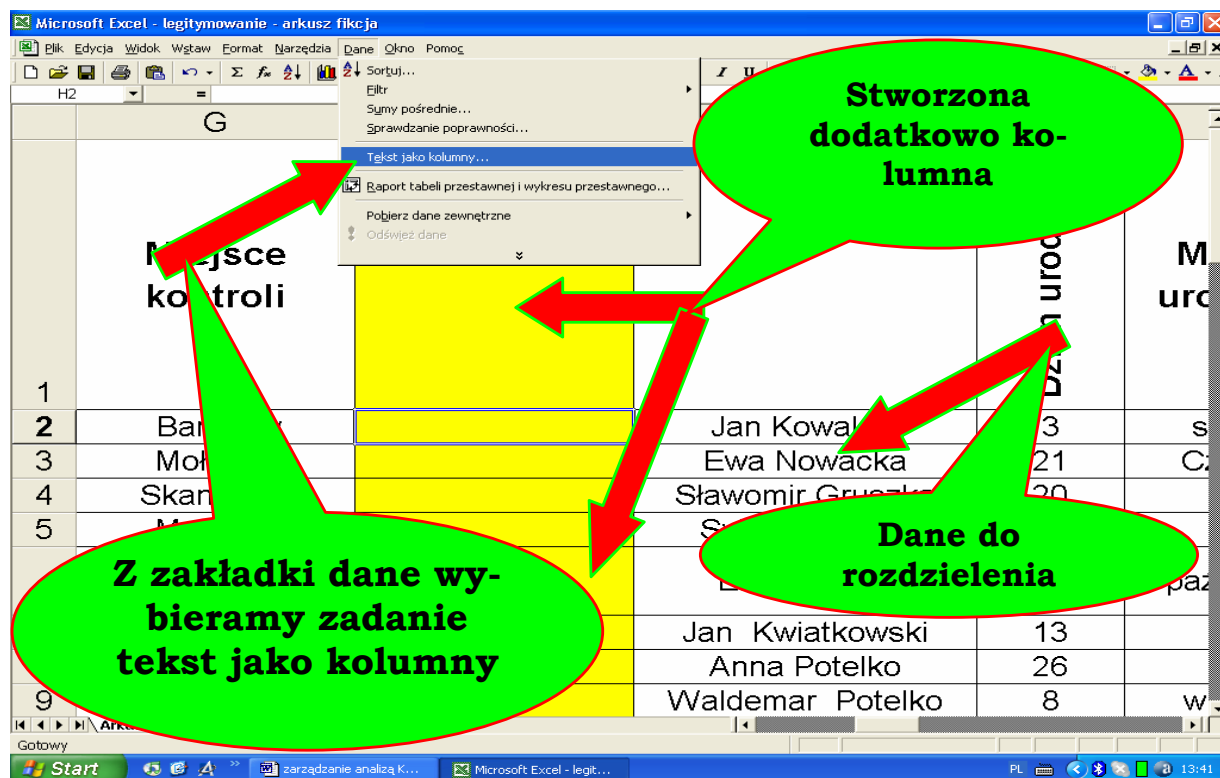 Microsoft Excel - legitymowanie - arkusz fikcja
Plik Edycja Widok Wstaw Format Narzędzia Dane Okno Pomoc
H2 =
Sortuj...
Filtr
Sumy pośrednie...
Sprawdzanie poprawności...
Tekst jako kolumny...
Raport tabeli przestawnej i wykresu przestawnego...
Pobierz dane zewnętrzne
Odśwież dane
Stworzona
dodatkowo ko-
lumna
G
kontroli
1
2 Jan 3
3 Ewa Nowacka 21
4 Sławomir 20
5
Dane do
rozdzielenia
Z zakładki dane wy-
bieramy zadanie
tekst jako kolumny
Jan Kwiatkowski 13
Anna Potelko 26
9 Waldemar Potelko 8
Gotowy
Start zarządzanie analizą K... Microsoft Excel - legit... PL 13:41